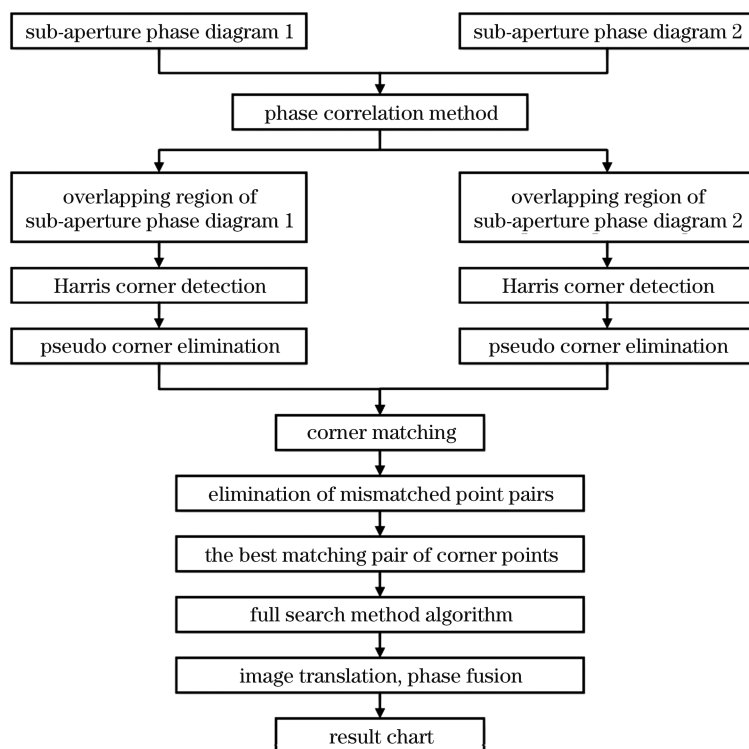 sub-aperture phase diagram 1
sub-aperture phase diagram 2
phase correlation method
overlapping region of
sub-aperture phase diagram 1
overlapping region of
sub-aperture phase diagram 2
Harris corner detection
Harris corner detection
pseudo corner elimination
pseudo corner elimination
corner matching
elimination of mismatched point pairs
the best matching pair of corner points
full search method algorithm
image translation, phase fusion
result chart